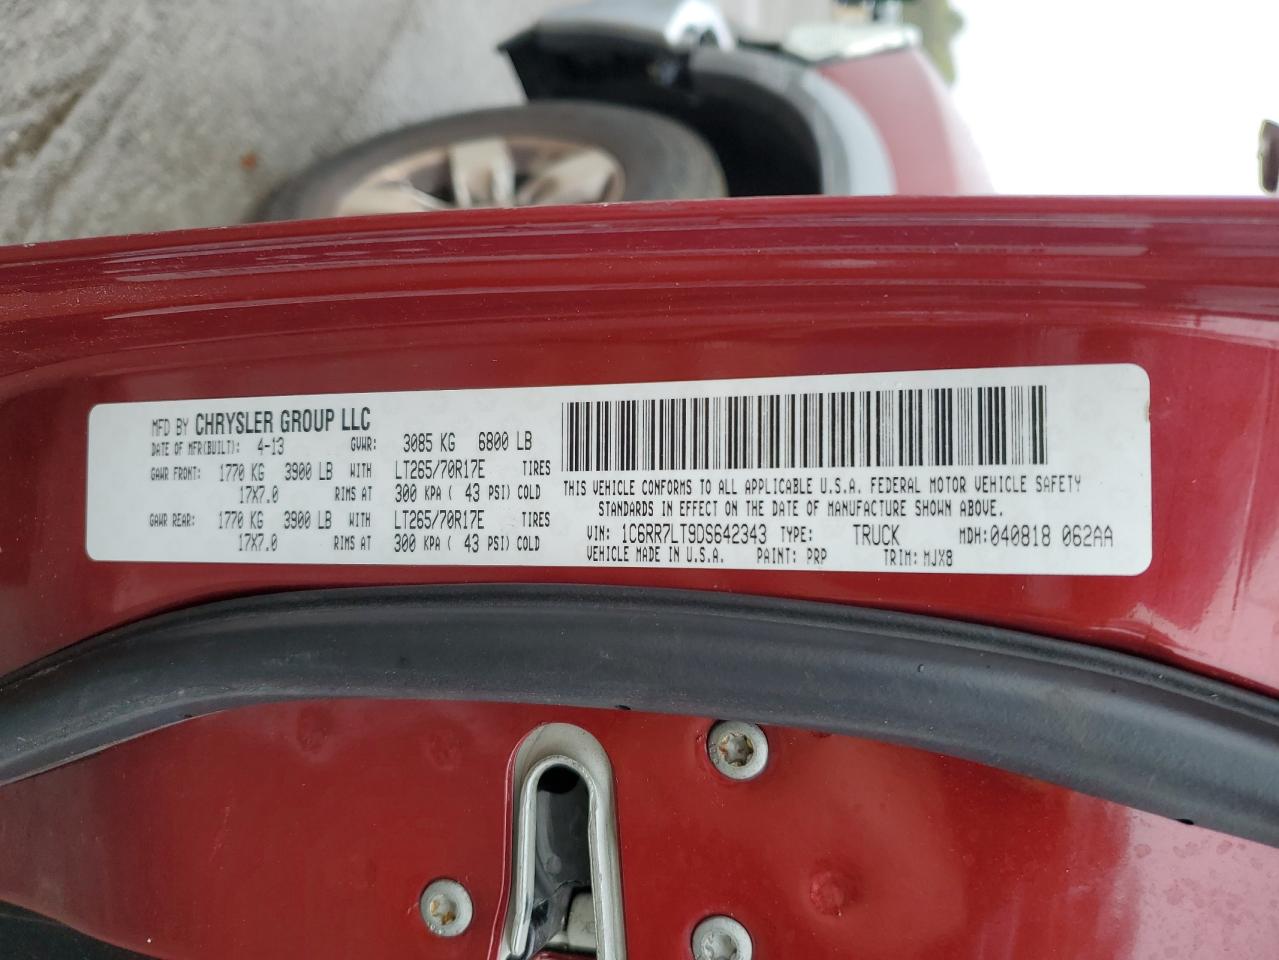 MFD BY CHRYSLER GROUP LLC
DATE OF MFR(BUILT): 4-13 GVWR: 3085 KG 6800 LB
GAWR FRONT: 1770 KG 3900 LB WITH LT265/70R17E TIRES
17X7.0 RIMS AT 300 KPA ( 43 PSI) COLD
GAWR REAR: 1770 KG 3900 LB WITH LT265/70R17E TIRES
17X7.0 RIMS AT 300 KPA ( 43 PSI) COLD
THIS VEHICLE CONFORMS TO ALL APPLICABLE U.S.A. FEDERAL MOTOR VEHICLE SAFETY
STANDARDS IN EFFECT ON THE DATE OF MANUFACTURE SHOWN ABOVE.
VIN: 1C6RR7LT9DS642343 TYPE: TRUCK MDH:040818 062AA
VEHICLE MADE IN U.S.A. PAINT: PRP TRIM: MJX8